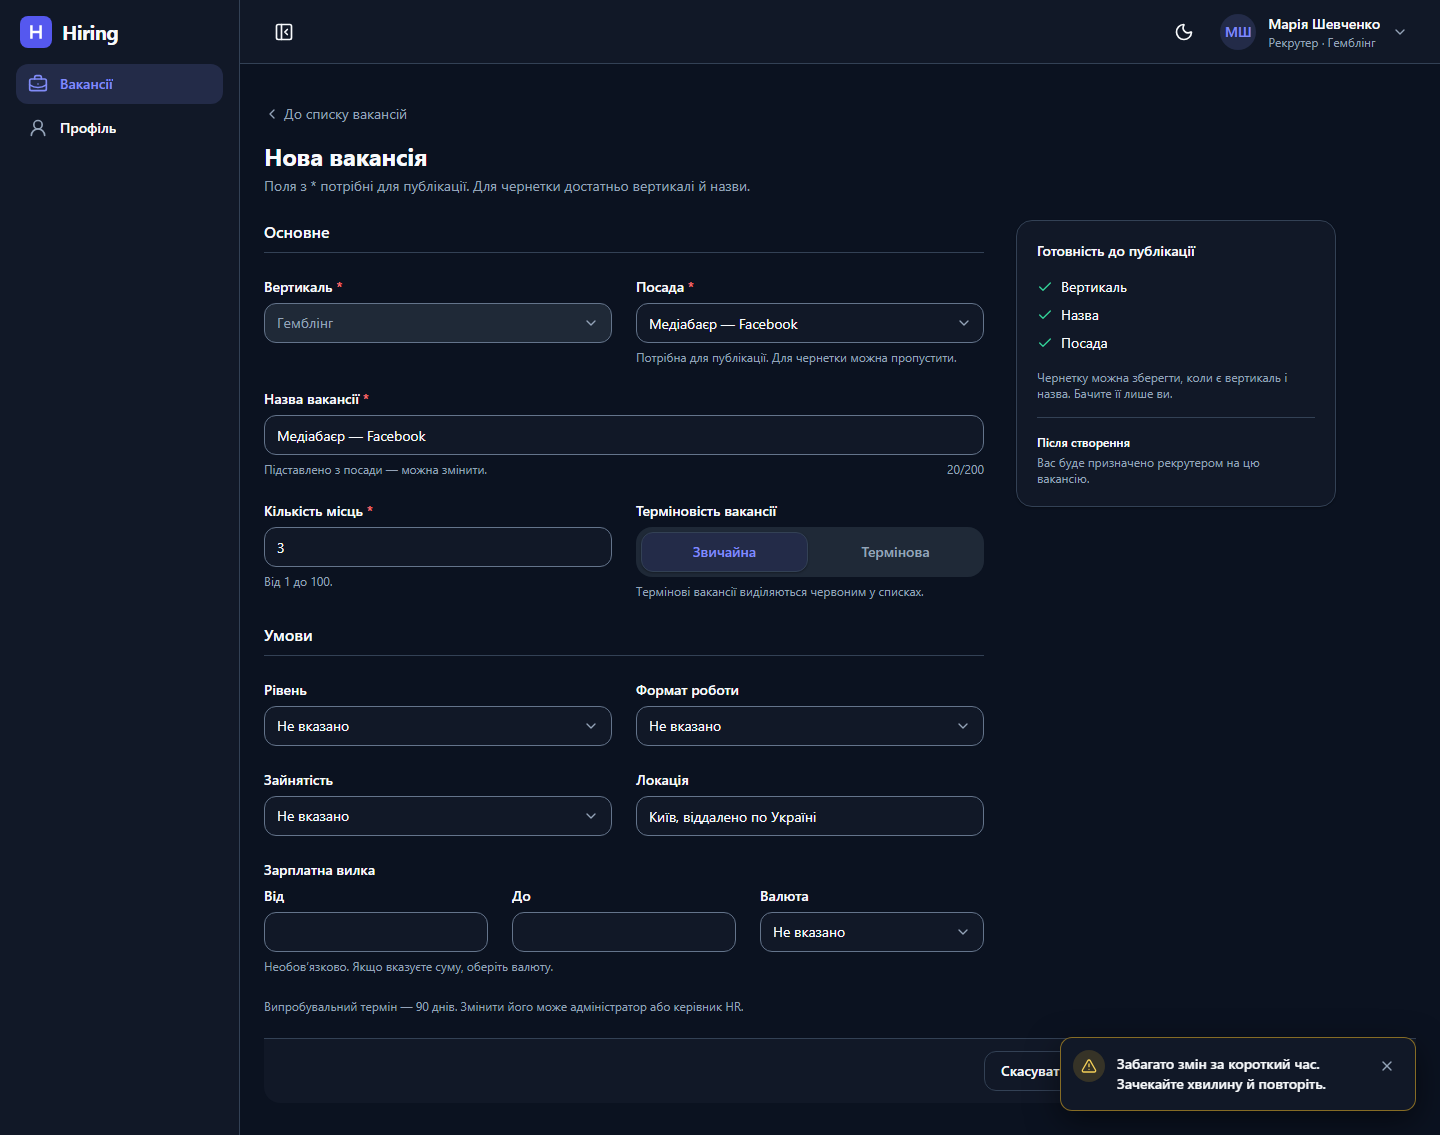 H Hiring
МШ
Марія Шевченко
Рекрутер · Гемблінг
Вакансії
Профіль
До списку вакансій
Нова вакансія
Поля з * потрібні для публікації. Для чернетки достатньо вертикалі й назви.
Основне
Вертикаль *
Гемблінг
Посада *
Медіабаєр — Facebook
Потрібна для публікації. Для чернетки можна пропустити.
Назва вакансії *
Медіабаєр — Facebook
Підставлено з посади — можна змінити.
20/200
Кількість місць *
3
Від 1 до 100.
Терміновість вакансії
Звичайна
Термінова
Термінові вакансії виділяються червоним у списках.
Умови
Рівень
Не вказано
Формат роботи
Не вказано
Зайнятість
Не вказано
Локація
Київ, віддалено по Україні
Зарплатна вилка
Від
До
Валюта
Не вказано
Необов’язково. Якщо вказуєте суму, оберіть валюту.
Випробувальний термін — 90 днів. Змінити його може адміністратор або керівник HR.
Готовність до публікації
Вертикаль
Назва
Посада
Чернетку можна зберегти, коли є вертикаль і
назва. Бачите її лише ви.
Після створення
Вас буде призначено рекрутером на цю
вакансію.
Скасуват
Забагато змін за короткий час.
Зачекайте хвилину й повторіть.